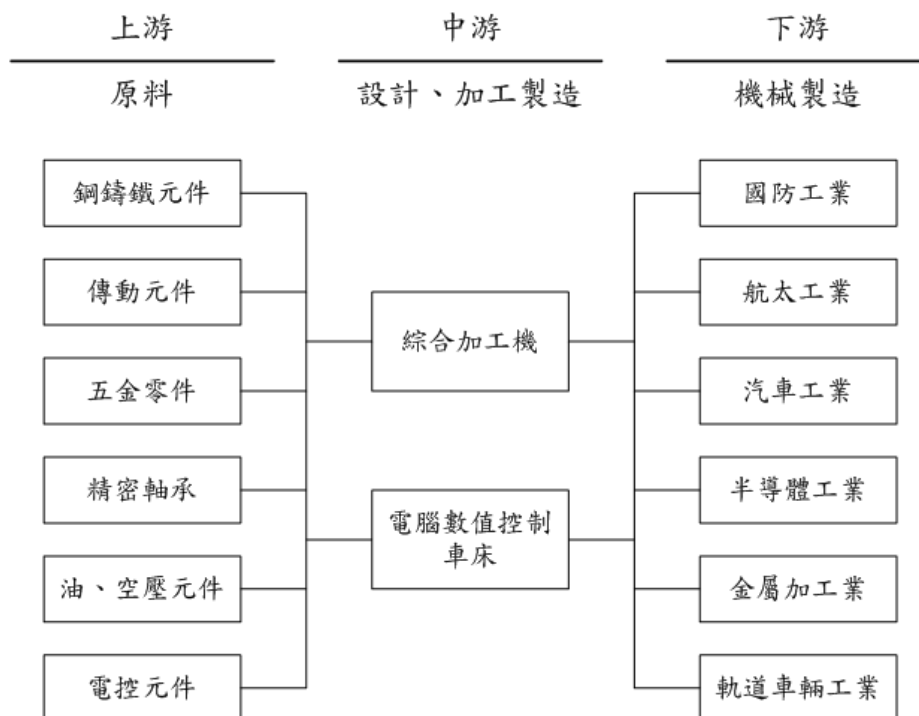 上游
中游
下游
原料
設計、加工製造
機械製造
鋼鑄鐵元件
傳動元件
五金零件
精密軸承
油、空壓元件
電控元件
綜合加工機
電腦數值控制
車床
國防工業
航太工業
汽車工業
半導體工業
金屬加工業
軌道車輛工業